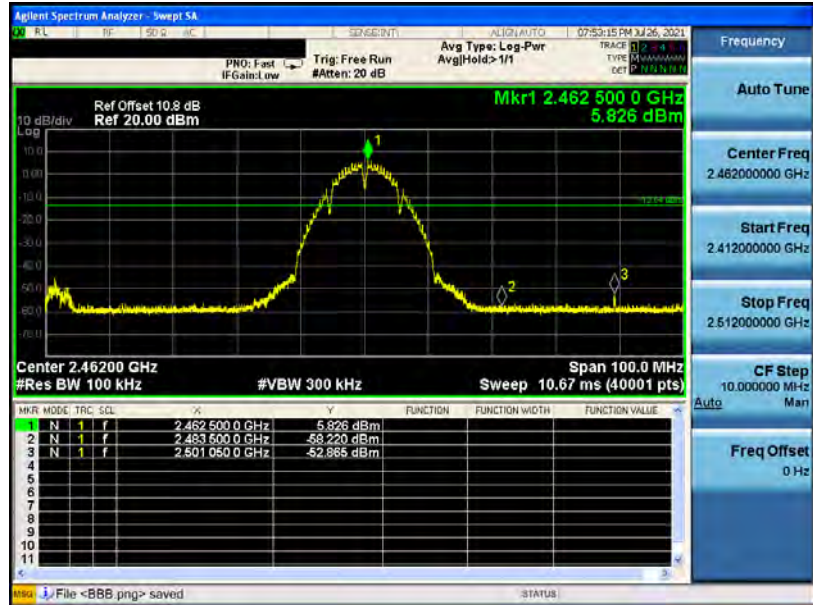 Agilent Spectrum Analyzer - Swept SA
RL RF 50 Ω AC SENSE:INT ALIGN AUTO 07:53:15 PM Jul 26, 2021
PNO: Fast
IFGain:Low
Trig: Free Run
#Atten: 20 dB
Avg Type: Log-Pwr
Avg|Hold:>1/1
TRACE 1 2 3 4 5 6
TYPE M
DET P N N N N N
Mkr1 2.462 500 0 GHz
5.826 dBm
Ref Offset 10.8 dB
10 dB/div Ref 20.00 dBm
Log
10.0
0.00
-10.0
-20.0
-30.0
-40.0
-50.0
-60.0
-70.0
1
2
3
Center 2.46200 GHz Span 100.0 MHz
#Res BW 100 kHz #VBW 300 kHz Sweep 10.67 ms (40001 pts)
MKR MODE TRC SCL X Y FUNCTION FUNCTION WIDTH FUNCTION VALUE
1 N 1 f 2.462 500 0 GHz 5.826 dBm
2 N 1 f 2.483 500 0 GHz -58.220 dBm
3 N 1 f 2.501 050 0 GHz -52.865 dBm
4
5
6
7
8
9
10
11
MSG File <BBB.png> saved STATUS
Frequency
Auto Tune
Center Freq
2.462000000 GHz
Start Freq
2.412000000 GHz
Stop Freq
2.512000000 GHz
CF Step
10.000000 MHz
Auto Man
Freq Offset
0 Hz